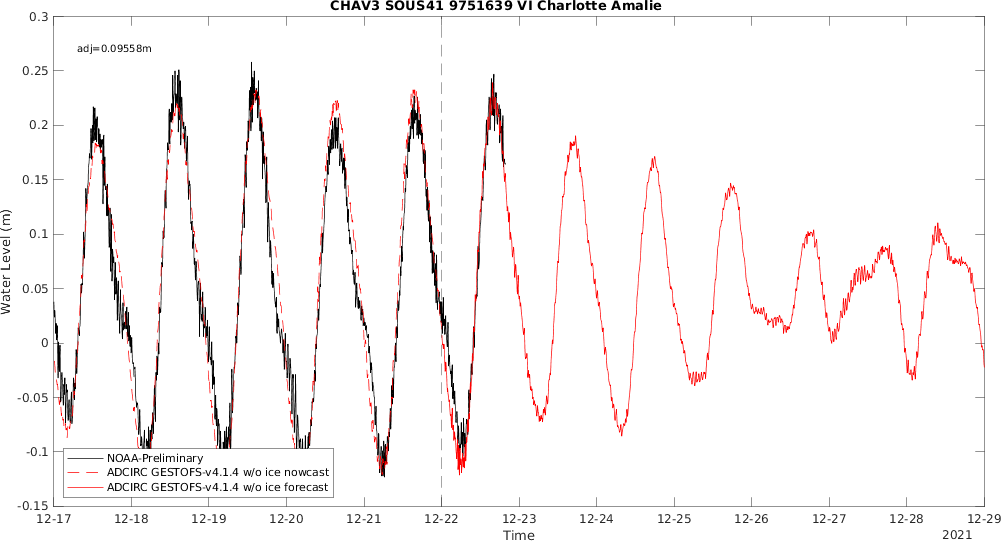 CHAV3 SOUS41 9751639 VI Charlotte Amalie
adj=0.09558m
Water Level (m)
0.3
0.25
0.2
0.15
0.1
0.05
0
-0.05
-0.1
-0.15
NOAA-Preliminary
ADCIRC GESTOFS-v4.1.4 w/o ice nowcast
ADCIRC GESTOFS-v4.1.4 w/o ice forecast
12-17 12-18 12-19 12-20 12-21 12-22 12-23 12-24 12-25 12-26 12-27 12-28 12-29
Time
2021